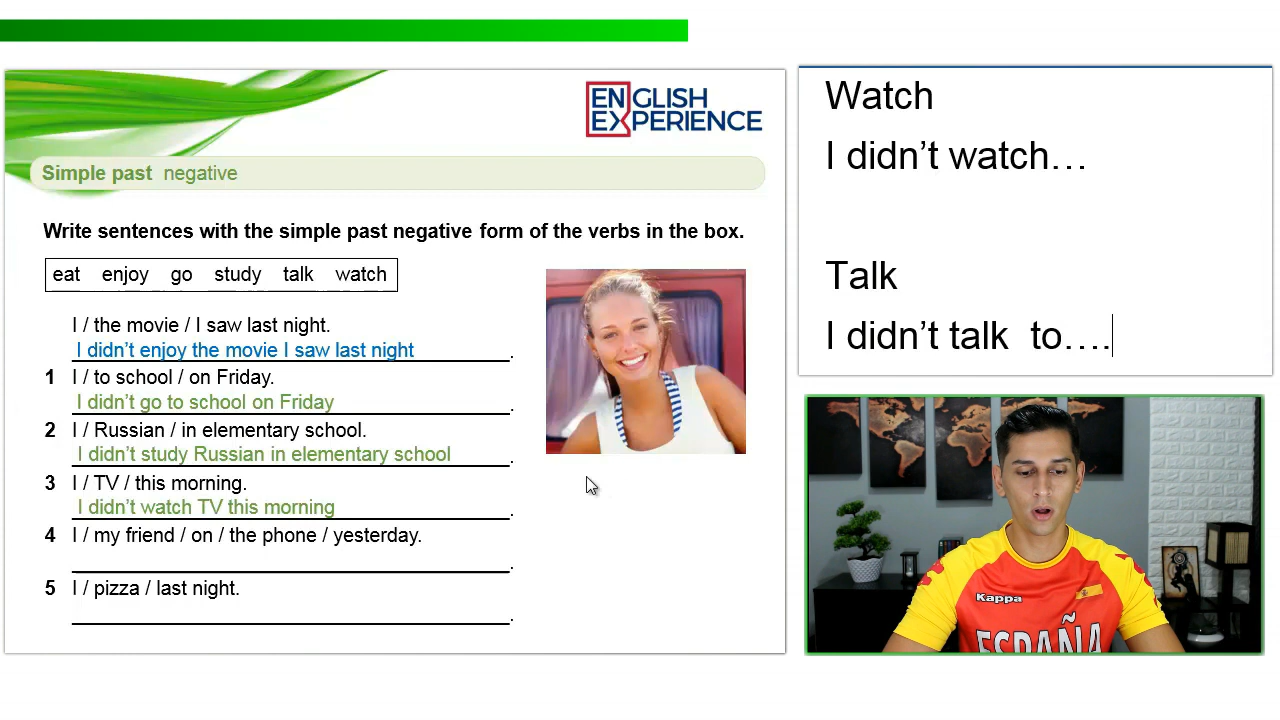 ENGLISH
EXPERIENCE
Simple past negative
Write sentences with the simple past negative form of the verbs in the box.
eat enjoy go study talk watch
I / the movie / I saw last night.
I didn’t enjoy the movie I saw last night.
1 I / to school / on Friday.
I didn’t go to school on Friday.
2 I / Russian / in elementary school.
I didn’t study Russian in elementary school.
3 I / TV / this morning.
I didn’t watch TV this morning.
4 I / my friend / on / the phone / yesterday.
5 I / pizza / last night.
Watch
I didn’t watch…
Talk
I didn’t talk to….
Kappa
ESPAÑA